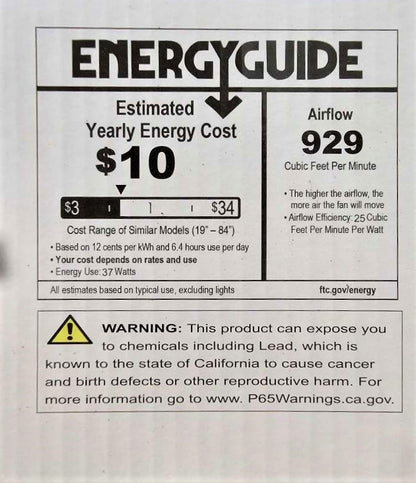 ENERGYGUIDE
Estimated
Yearly Energy Cost
$10
$3 $34
Cost Range of Similar Models (19" – 84")
• Based on 12 cents per kWh and 6.4 hours use per day
• Your cost depends on rates and use
• Energy Use: 37 Watts
Airflow
929
Cubic Feet Per Minute
• The higher the airflow, the
more air the fan will move
• Airflow Efficiency: 25 Cubic
Feet Per Minute Per Watt
All estimates based on typical use, excluding lights
ftc.gov/energy
WARNING: This product can expose you
to chemicals including Lead, which is
known to the state of California to cause cancer
and birth defects or other reproductive harm. For
more information go to www. P65Warnings.ca.gov.